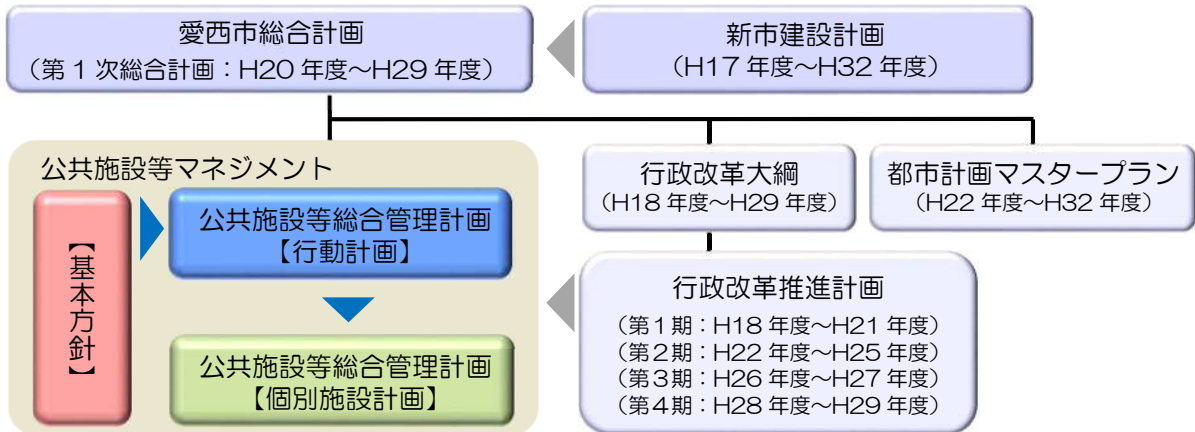 愛西市総合計画
（第１次総合計画：H20 年度～H29 年度）
新市建設計画
（H17 年度～H32 年度）
公共施設等マネジメント
【基本方針】
公共施設等総合管理計画
【行動計画】
公共施設等総合管理計画
【個別施設計画】
行政改革大綱
（H18 年度～H29 年度）
都市計画マスタープラン
（H22 年度～H32 年度）
行政改革推進計画
（第１期：H18 年度～H21 年度）
（第２期：H22 年度～H25 年度）
（第３期：H26 年度～H27 年度）
（第４期：H28 年度～H29 年度）